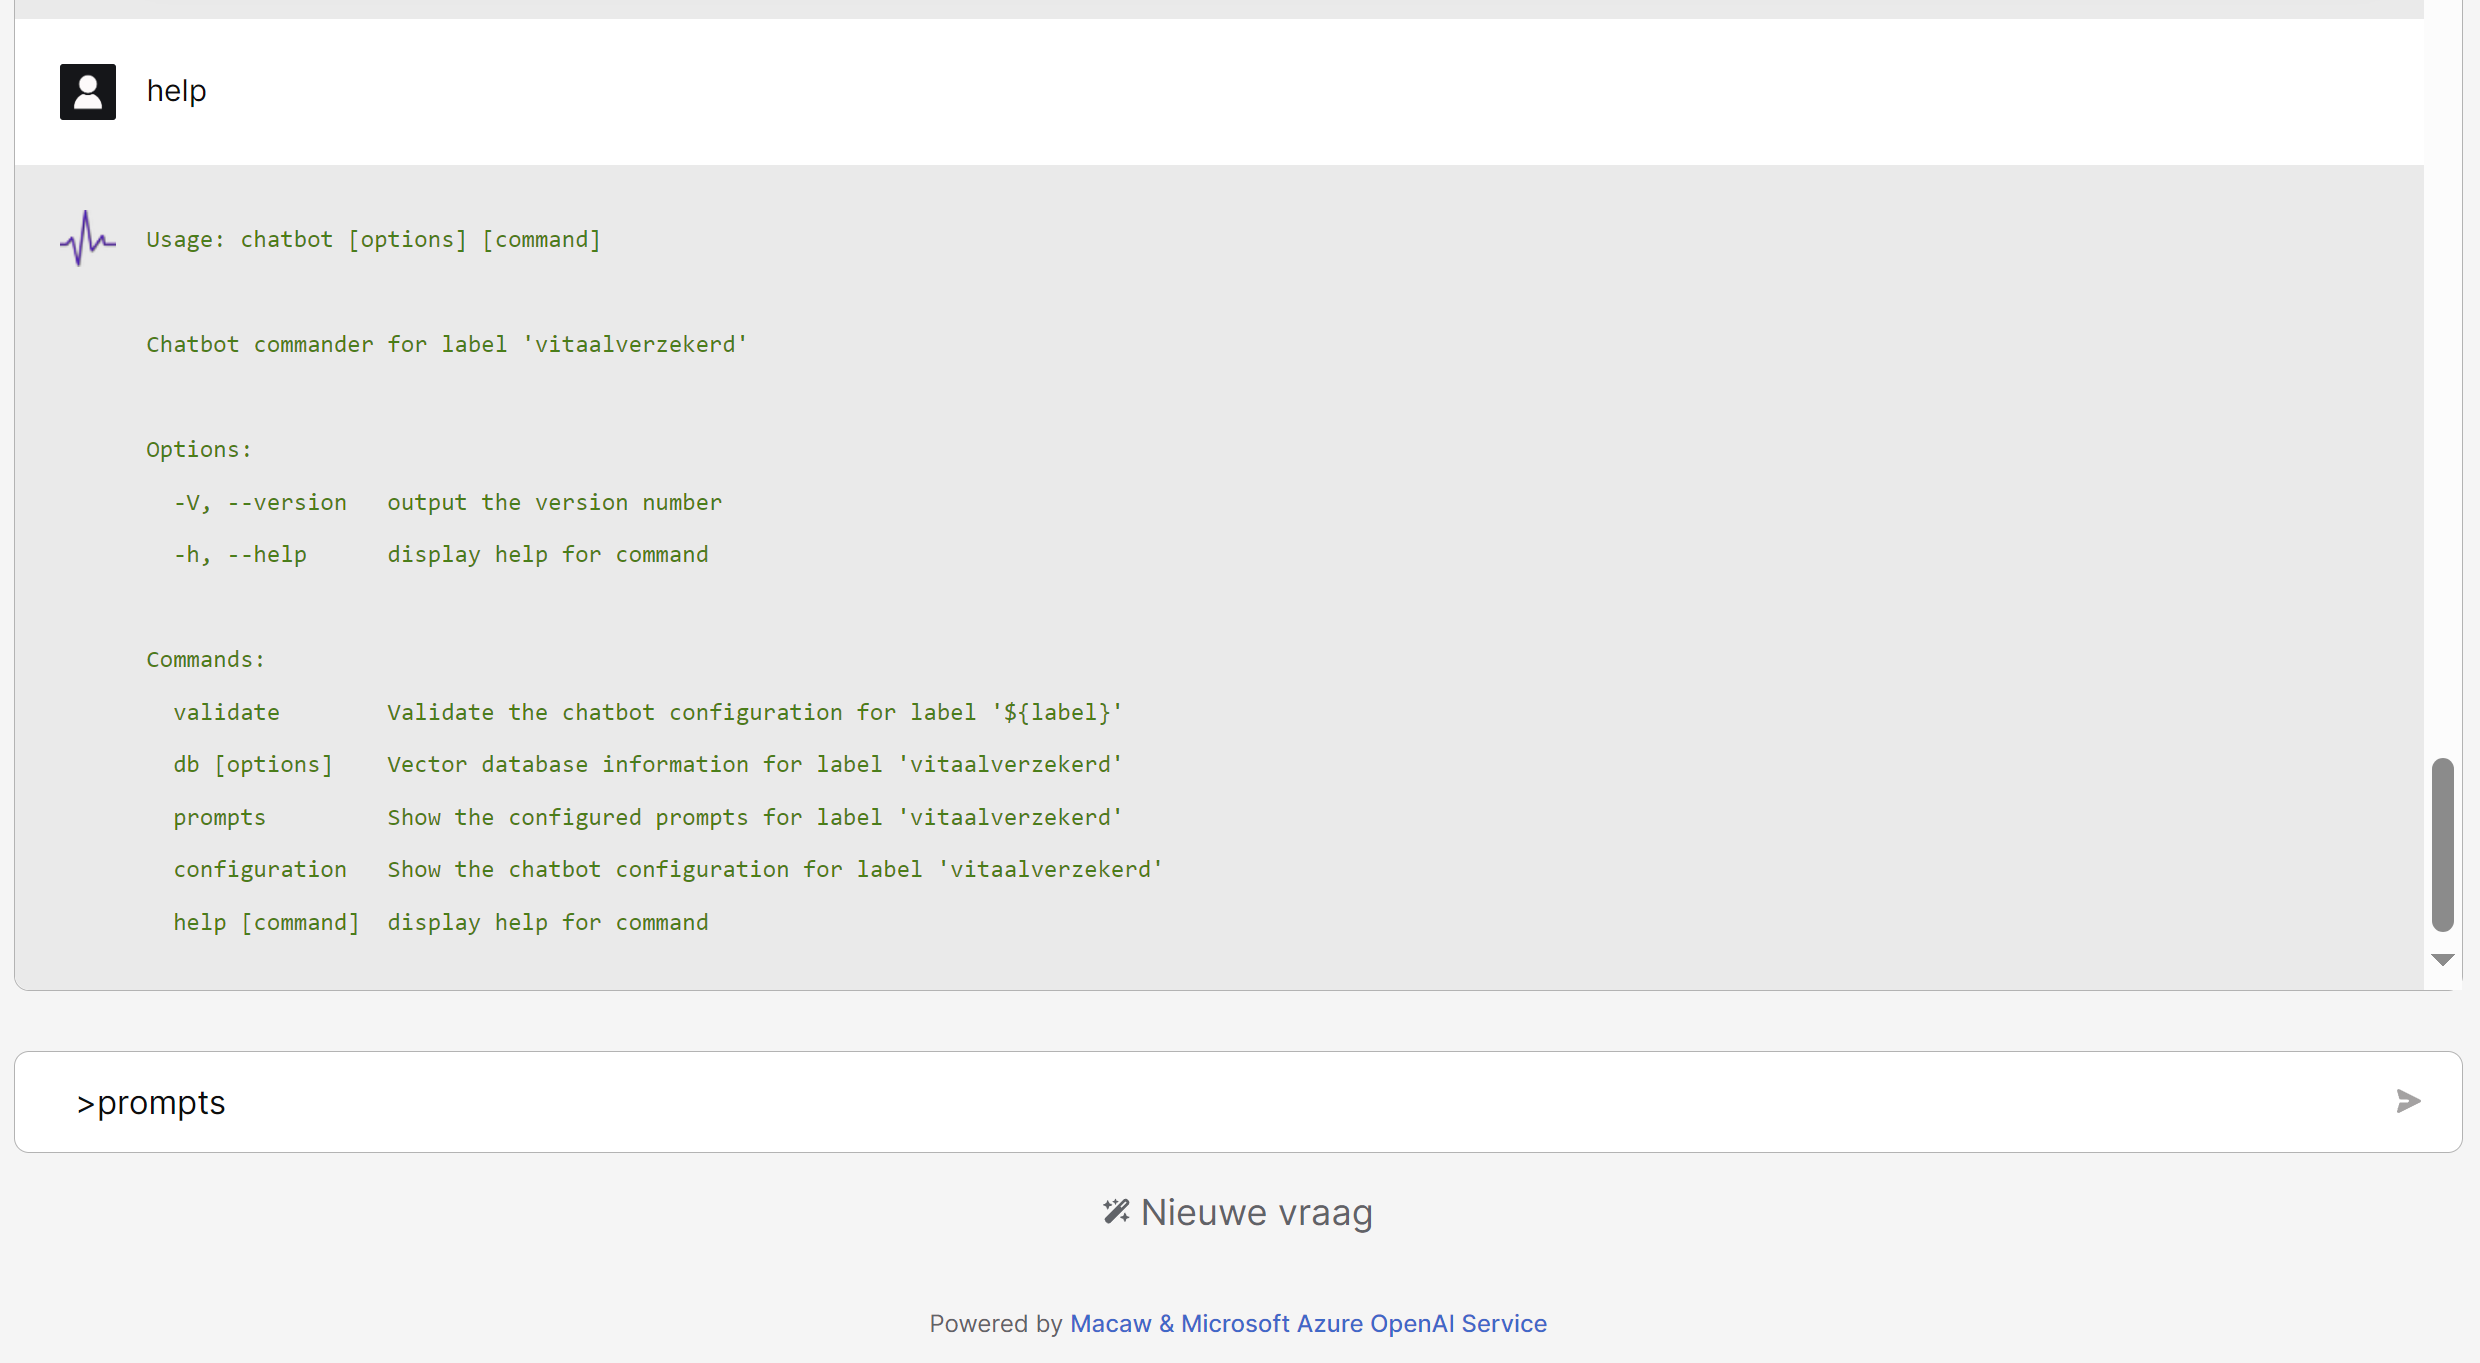 help
Usage: chatbot [options] [command]
Chatbot commander for label 'vitaalverzekerd'
Options:
  -V, --version   output the version number
  -h, --help      display help for command
Commands:
  validate        Validate the chatbot configuration for label '${label}'
  db [options]    Vector database information for label 'vitaalverzekerd'
  prompts         Show the configured prompts for label 'vitaalverzekerd'
  configuration   Show the chatbot configuration for label 'vitaalverzekerd'
  help [command]  display help for command
>prompts
Nieuwe vraag
Powered by Macaw & Microsoft Azure OpenAI Service